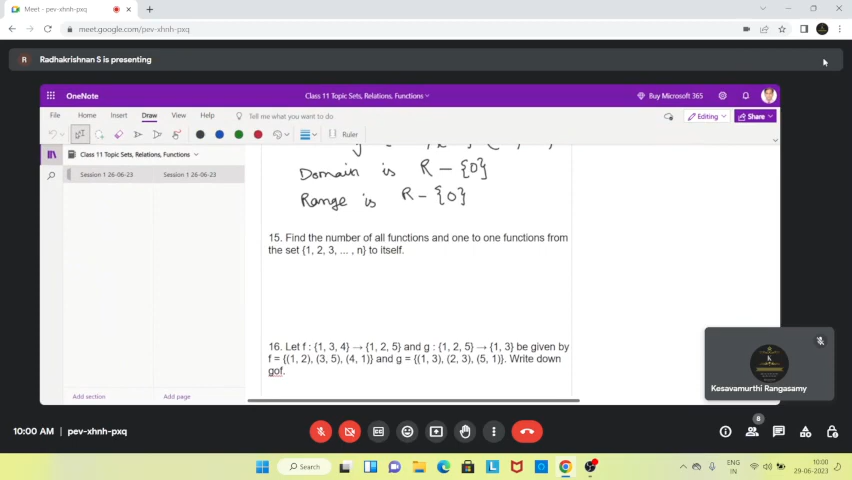 Meet - pev-xhnh-pxq
meet.google.com/pev-xhnh-pxq
R Radhakrishnan S is presenting
OneNote
Class 11 Topic Sets, Relations, Functions
Buy Microsoft 365
File Home Insert Draw View Help Tell me what you want to do
Editing Share
Ruler
Class 11 Topic Sets, Relations, Functions
Session 1 26-06-23 Session 1 26-06-23
Domain is R – {0}
Range is R – {0}
15. Find the number of all functions and one to one functions from
the set {1, 2, 3, ... , n} to itself.
16. Let f : {1, 3, 4} → {1, 2, 5} and g : {1, 2, 5} → {1, 3} be given by
f = {(1, 2), (3, 5), (4, 1)} and g = {(1, 3), (2, 3), (5, 1)}. Write down
gof.
K
Kesavamurthi Rangasamy
Add section Add page
10:00 AM pev-xhnh-pxq
8
Search
ENG
IN
10:00
29-06-2023